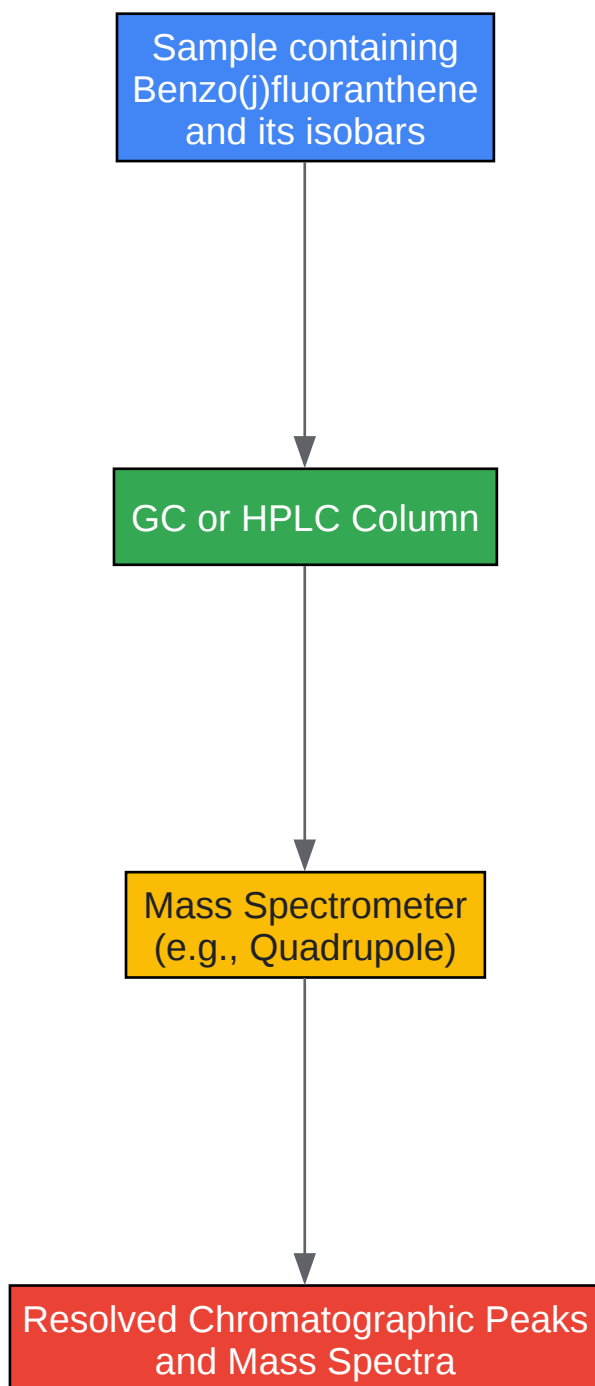 Sample containing
Benzo(j)fluoranthene
and its isobars
GC or HPLC Column
Mass Spectrometer
(e.g., Quadrupole)
Resolved Chromatographic Peaks
and Mass Spectra